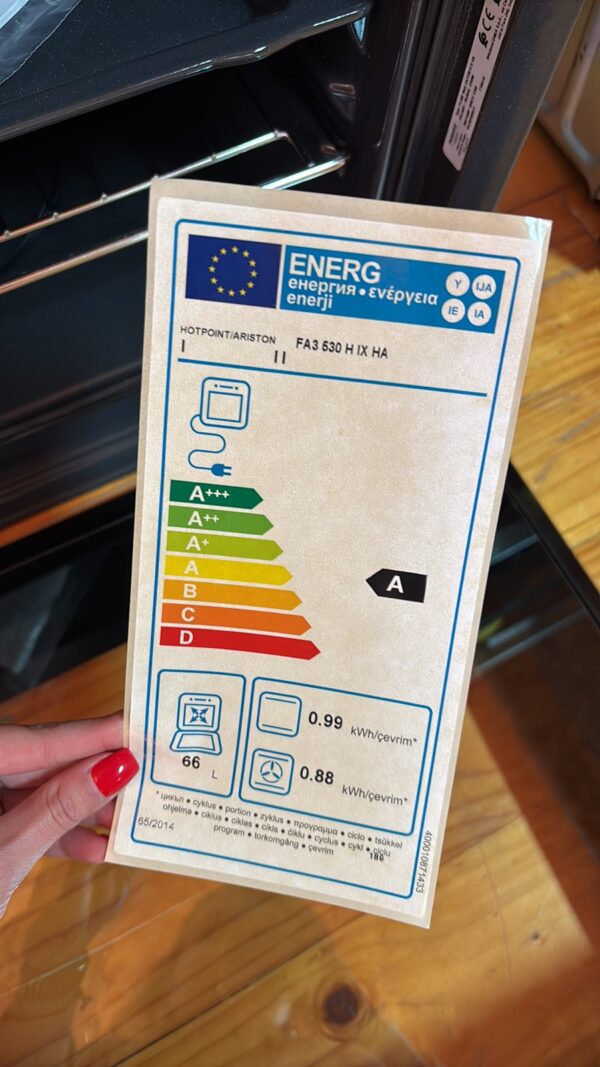 ENERG
енергия • ενέργεια
enerji
Y IJA
IE IA
HOTPOINT/ARISTON
I
II
FA3 530 H IX HA
A+++
A++
A+
A
B
C
D
A
66 L
0.99 kWh/çevrim*
0.88 kWh/çevrim*
* цикъл • cyklus • portion • zyklus • πρόγραμμα • ciclo • tsükkel
ohjelma • ciklus • ciklas • cikls • ċiklu • cyclus • cykl • ciclu
program • torkomgång • çevrim
65/2014
189
400010871433